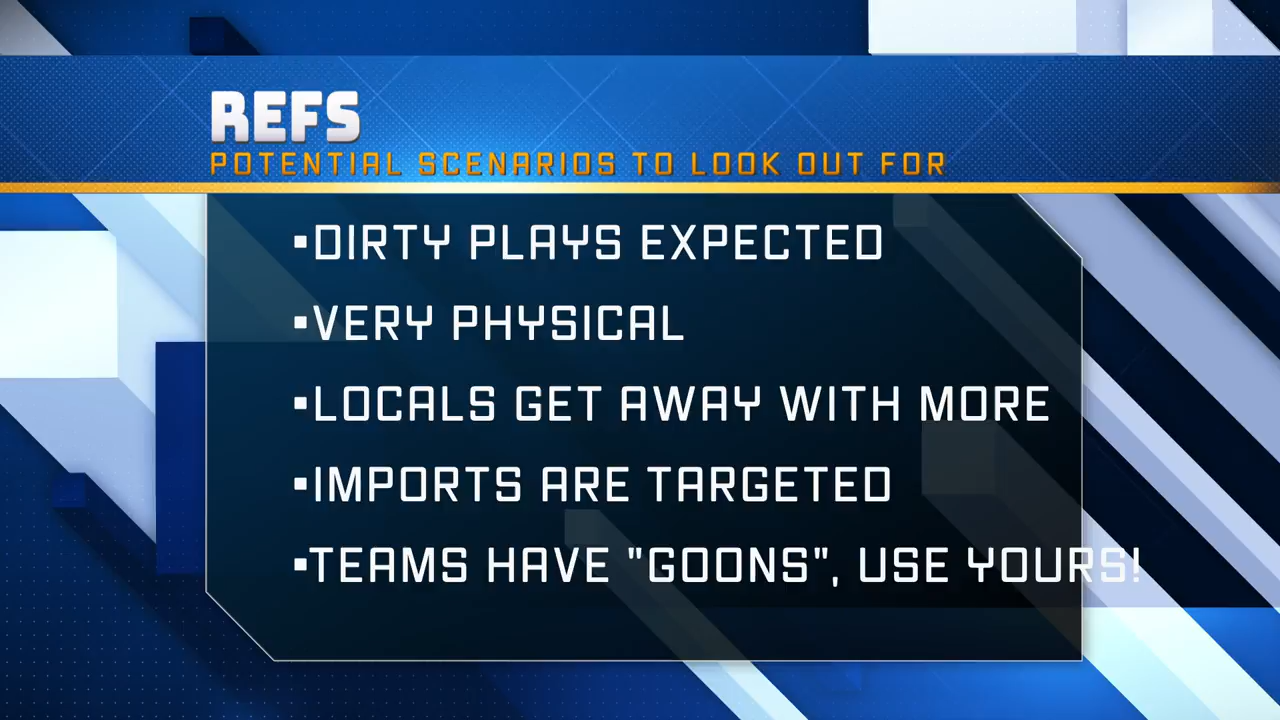 REFS
POTENTIAL SCENARIOS TO LOOK OUT FOR
▪DIRTY PLAYS EXPECTED
▪VERY PHYSICAL
▪LOCALS GET AWAY WITH MORE
▪IMPORTS ARE TARGETED
▪TEAMS HAVE "GOONS", USE YOURS!